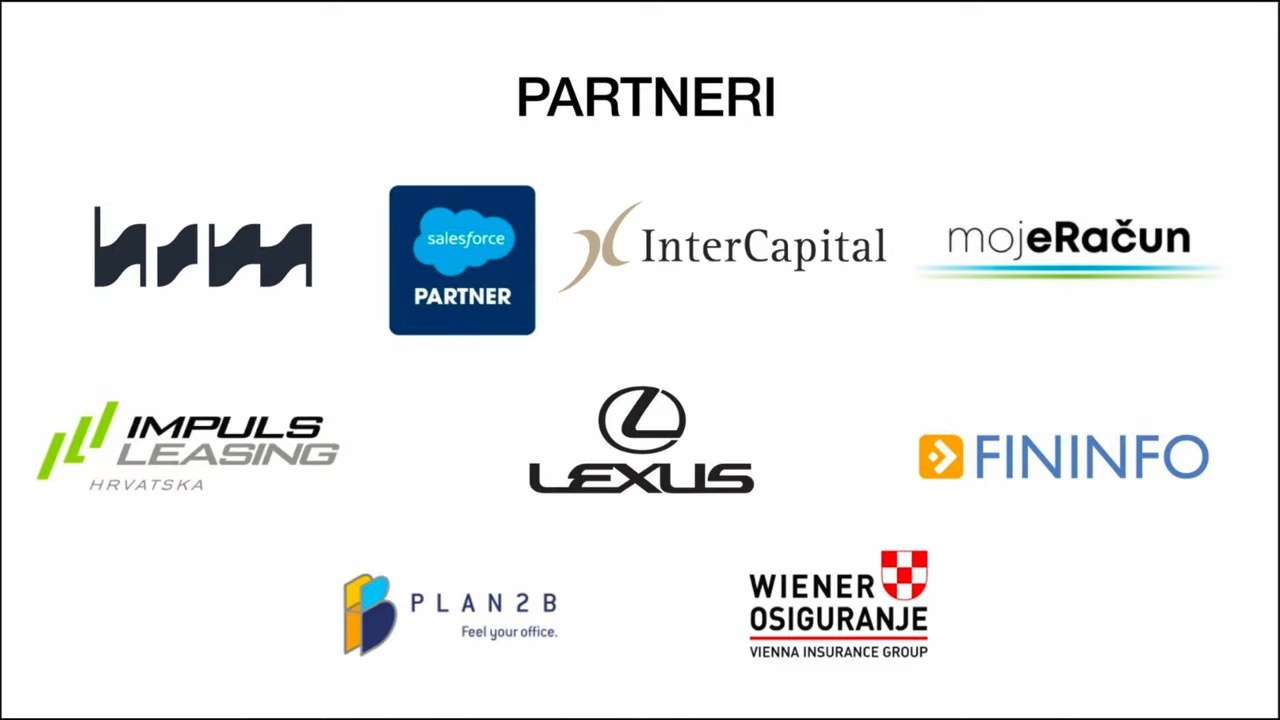 PARTNERI
salesforce
PARTNER
InterCapital
mojeRačun
IMPULS
LEASING
HRVATSKA
LEXUS
FININFO
PLAN2B
Feel your office.
WIENER
OSIGURANJE
VIENNA INSURANCE GROUP